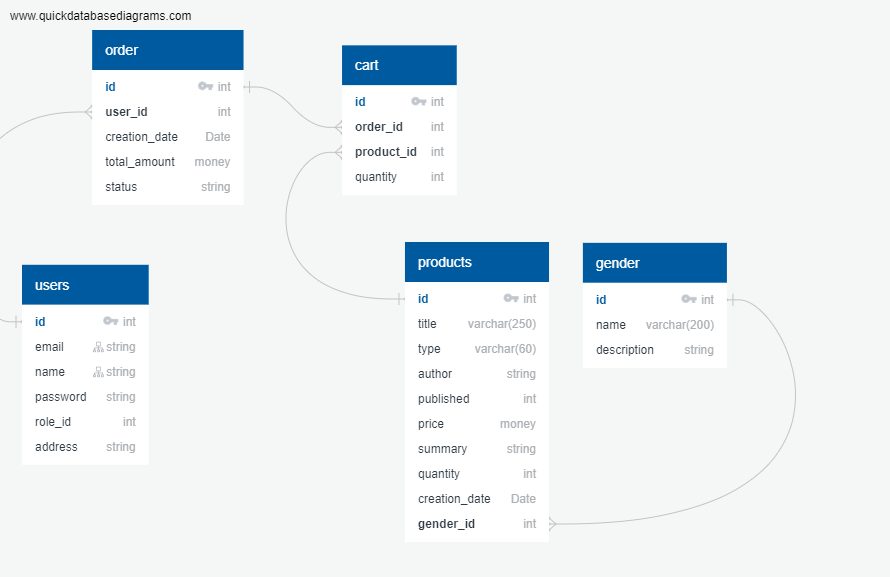 www.quickdatabasediagrams.com
order
id int
user_id int
creation_date Date
total_amount money
status string
cart
id int
order_id int
product_id int
quantity int
users
id int
email string
name string
password string
role_id int
address string
products
id int
title varchar(250)
type varchar(60)
author string
published int
price money
summary string
quantity int
creation_date Date
gender_id int
gender
id int
name varchar(200)
description string